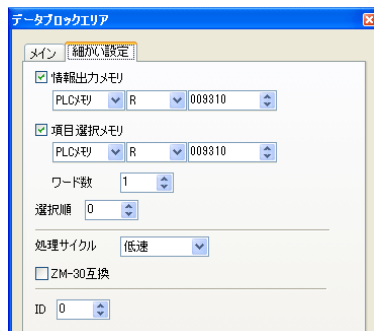 データブロックエリア
メイン 細かい設定
情報出力メモリ
PLCメモリ R 009310
項目選択メモリ
PLCメモリ R 009310
ワード数 1
選択順 0
処理サイクル 低速
ZM-30互換
ID 0